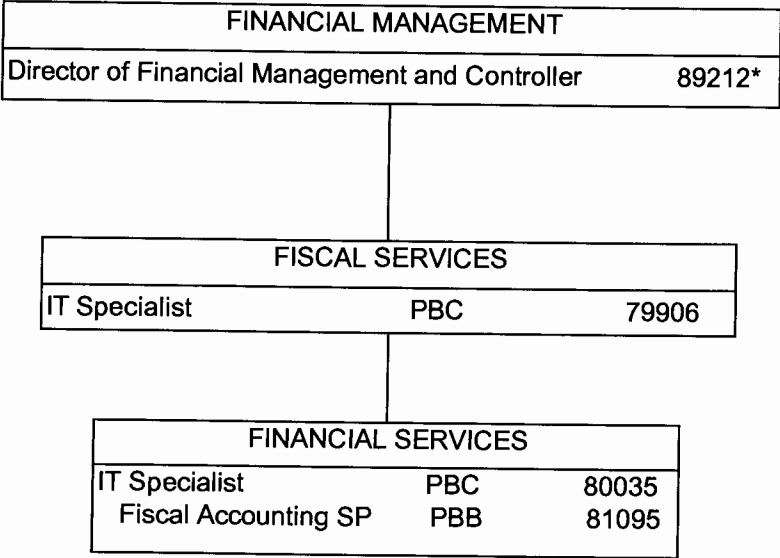 FINANCIAL MANAGEMENT
Director of Financial Management and Controller 89212*
FISCAL SERVICES
IT Specialist PBC 79906
FINANCIAL SERVICES
IT Specialist PBC 80035
Fiscal Accounting SP PBB 81095